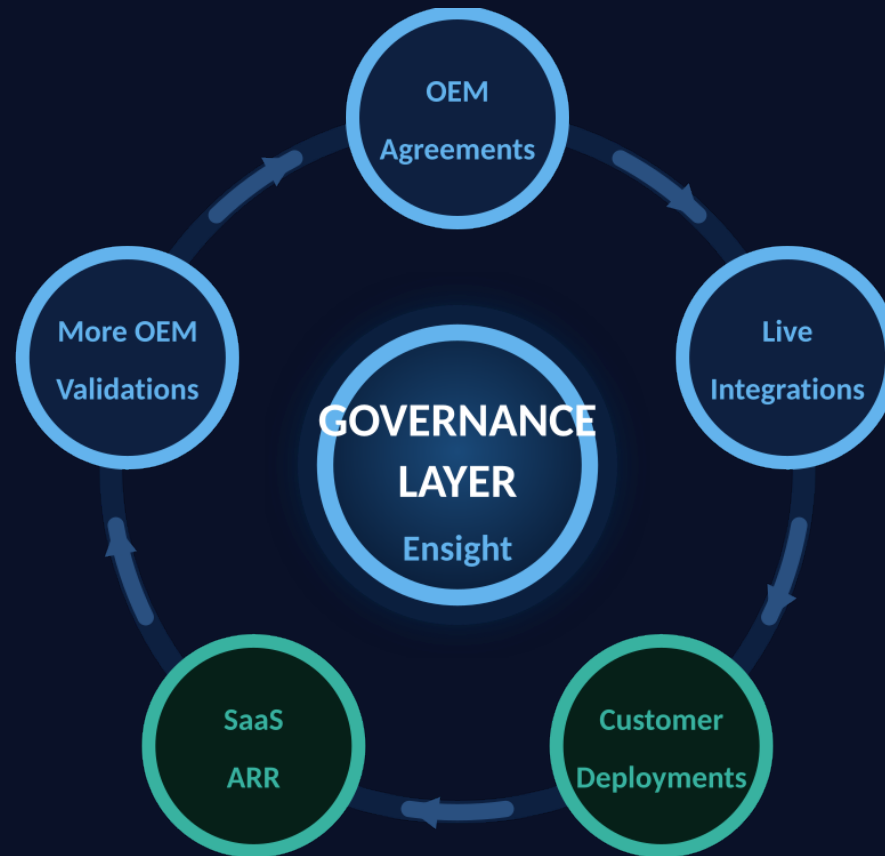 OEM
Agreements
More OEM
Validations
Live
Integrations
GOVERNANCE
LAYER
Ensight
SaaS
ARR
Customer
Deployments